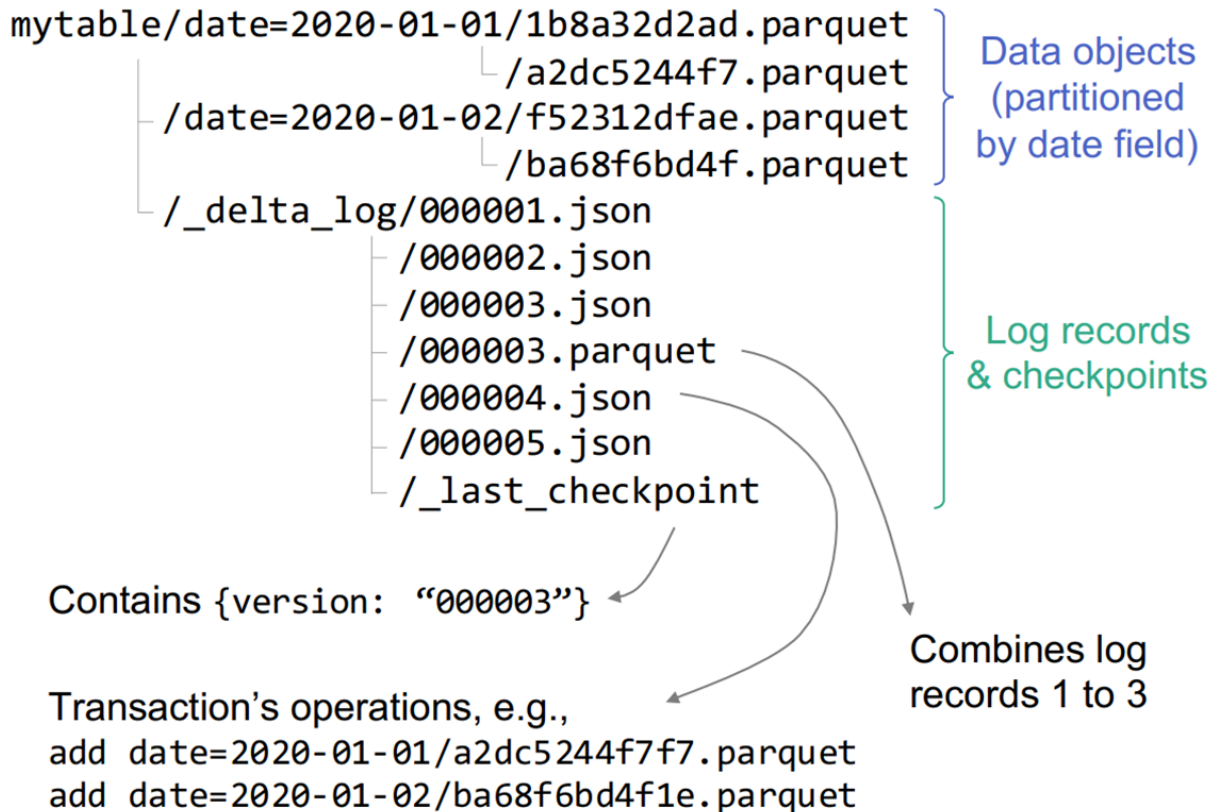 mytable/date=2020-01-01/1b8a32d2ad.parquet
/a2dc5244f7.parquet
/date=2020-01-02/f52312dfae.parquet
/ba68f6bd4f.parquet
/_delta_log/000001.json
/000002.json
/000003.json
/000003.parquet
/000004.json
/000005.json
/_last_checkpoint
Data objects
(partitioned
by date field)
Log records
& checkpoints
Contains {version: “000003”}
Combines log
records 1 to 3
Transaction’s operations, e.g.,
add date=2020-01-01/a2dc5244f7f7.parquet
add date=2020-01-02/ba68f6bd4f1e.parquet